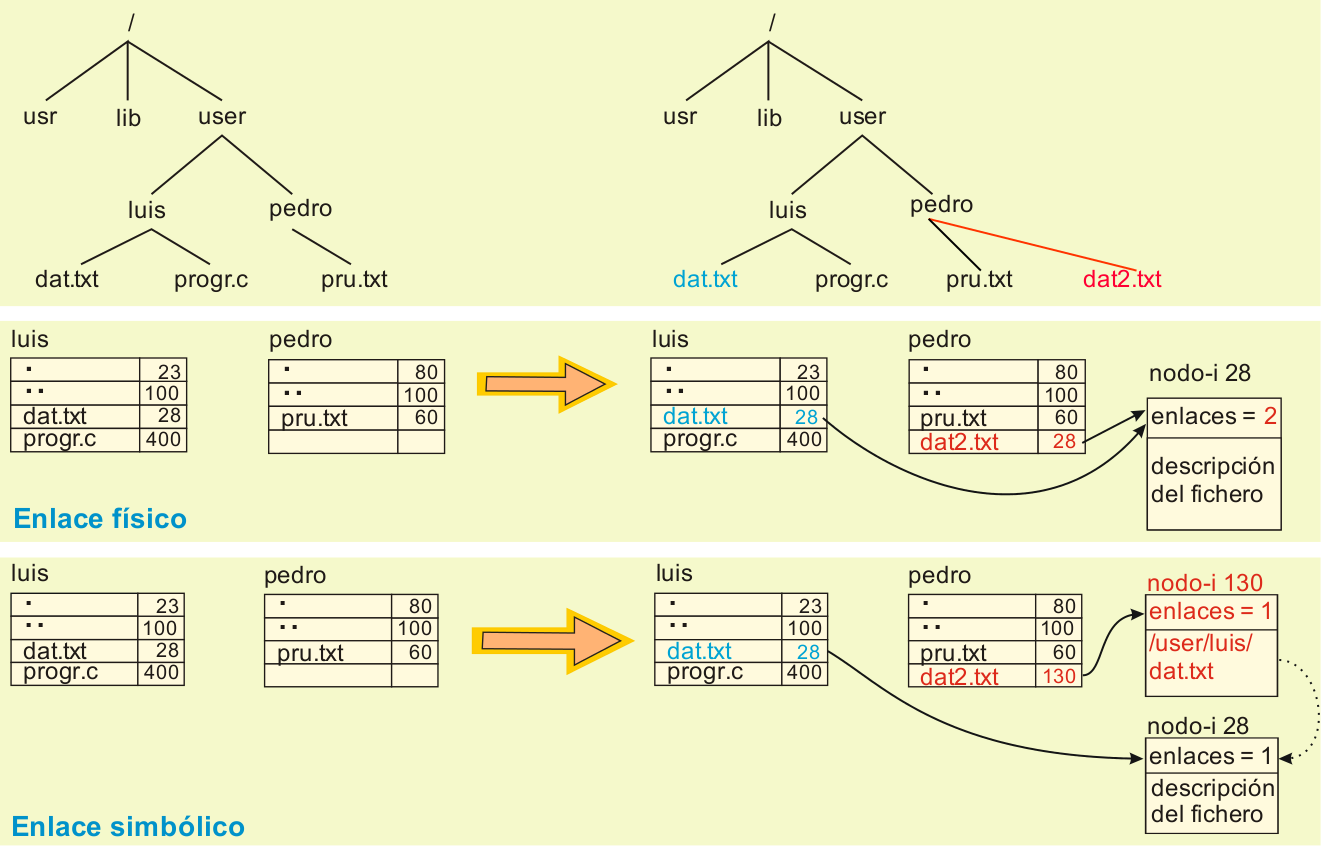 /
usr lib user
luis pedro
dat.txt progr.c pru.txt
/
usr lib user
luis pedro
dat.txt progr.c pru.txt dat2.txt
luis
. 23
.. 100
dat.txt 28
progr.c 400
pedro
. 80
.. 100
pru.txt 60
luis
. 23
.. 100
dat.txt 28
progr.c 400
pedro
. 80
.. 100
pru.txt 60
dat2.txt 28
nodo-i 28
enlaces = 2
descripción
del fichero
Enlace físico
luis
. 23
.. 100
dat.txt 28
progr.c 400
pedro
. 80
.. 100
pru.txt 60
luis
. 23
.. 100
dat.txt 28
progr.c 400
pedro
. 80
.. 100
pru.txt 60
dat2.txt 130
nodo-i 130
enlaces = 1
/user/luis/
dat.txt
nodo-i 28
enlaces = 1
descripción
del fichero
Enlace simbólico